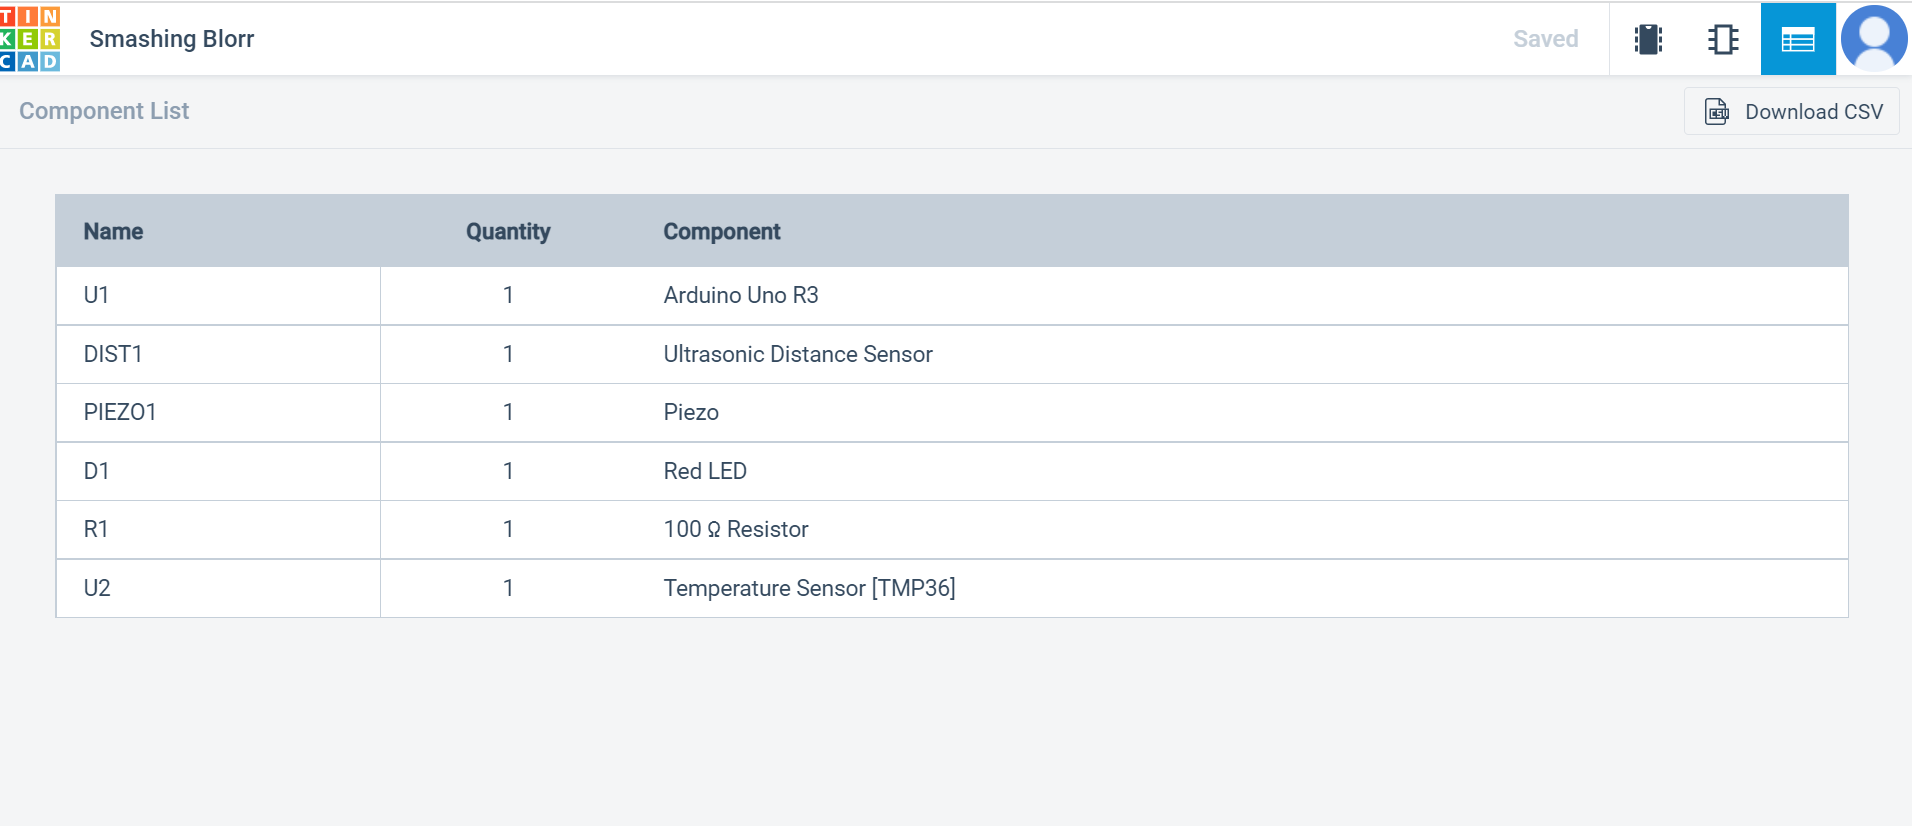 TIN
KER
CAD
Smashing Blorr
Saved
Component List
Download CSV
Name Quantity Component
U1 1 Arduino Uno R3
DIST1 1 Ultrasonic Distance Sensor
PIEZO1 1 Piezo
D1 1 Red LED
R1 1 100 Ω Resistor
U2 1 Temperature Sensor [TMP36]